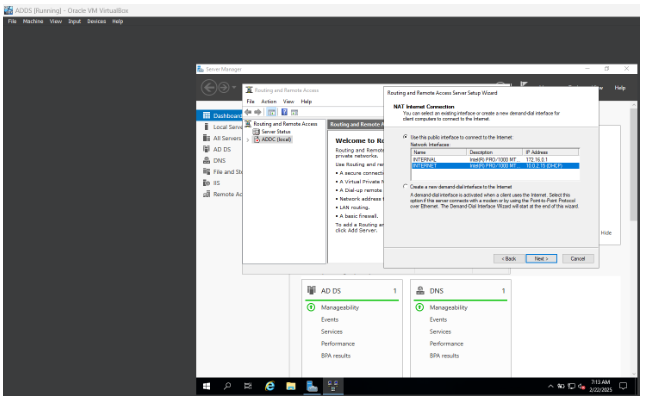 ADDS [Running] - Oracle VM VirtualBox
File Machine View Input Devices Help
Server Manager
Help
Dashboard
Local Serve
All Servers
AD DS
DNS
File and St
IIS
Remote Ac
Routing and Remote Access
File Action View Help
Routing and Remote Access
Server Status
ADDC (local)
Routing and Remote A
Welcome to Ro
Routing and Remote
private networks.
Use Routing and Re
• A secure connecti
• A Virtual Private N
• A Dial-up remote
• Network address t
• LAN routing.
• A basic firewall.
To add a Routing an
click Add Server.
Routing and Remote Access Server Setup Wizard
NAT Internet Connection
You can select an existing interface or create a new demand-dial interface for
client computers to connect to the Internet.
Use this public interface to connect to the Internet:
Network Interfaces:
Name Description IP Address
INTERNAL Intel(R) PRO/1000 MT ... 172.16.0.1
INTERNET Intel(R) PRO/1000 MT ... 10.0.2.15 (DHCP)
Create a new demand-dial interface to the Internet
A demand-dial interface is activated when a client uses the Internet. Select this
option if this server connects with a modem or by using the Point-to-Point Protocol
over Ethernet. The Demand-Dial Interface Wizard will start at the end of this wizard.
< Back Next > Cancel
Hide
AD DS 1
Manageability
Events
Services
Performance
BPA results
DNS 1
Manageability
Events
Services
Performance
BPA results
7:13 AM
2/22/2025